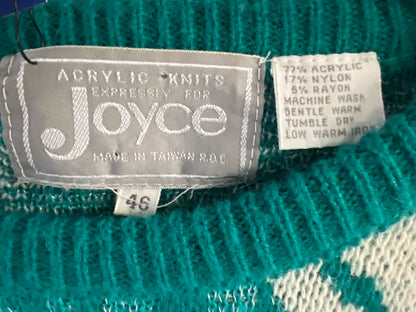 ACRYLIC KNITS
EXPRESSLY FOR
Joyce
MADE IN TAIWAN R.O.C
46
77% ACRYLIC
17% NYLON
6% RAYON
MACHINE WASH
GENTLE WARM
TUMBLE DRY
LOW WARM IRON